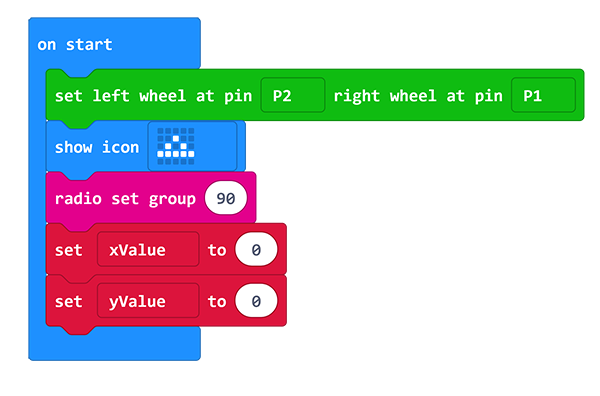 on start
set left wheel at pin P2 right wheel at pin P1
show icon
radio set group 90
set xValue to 0
set yValue to 0